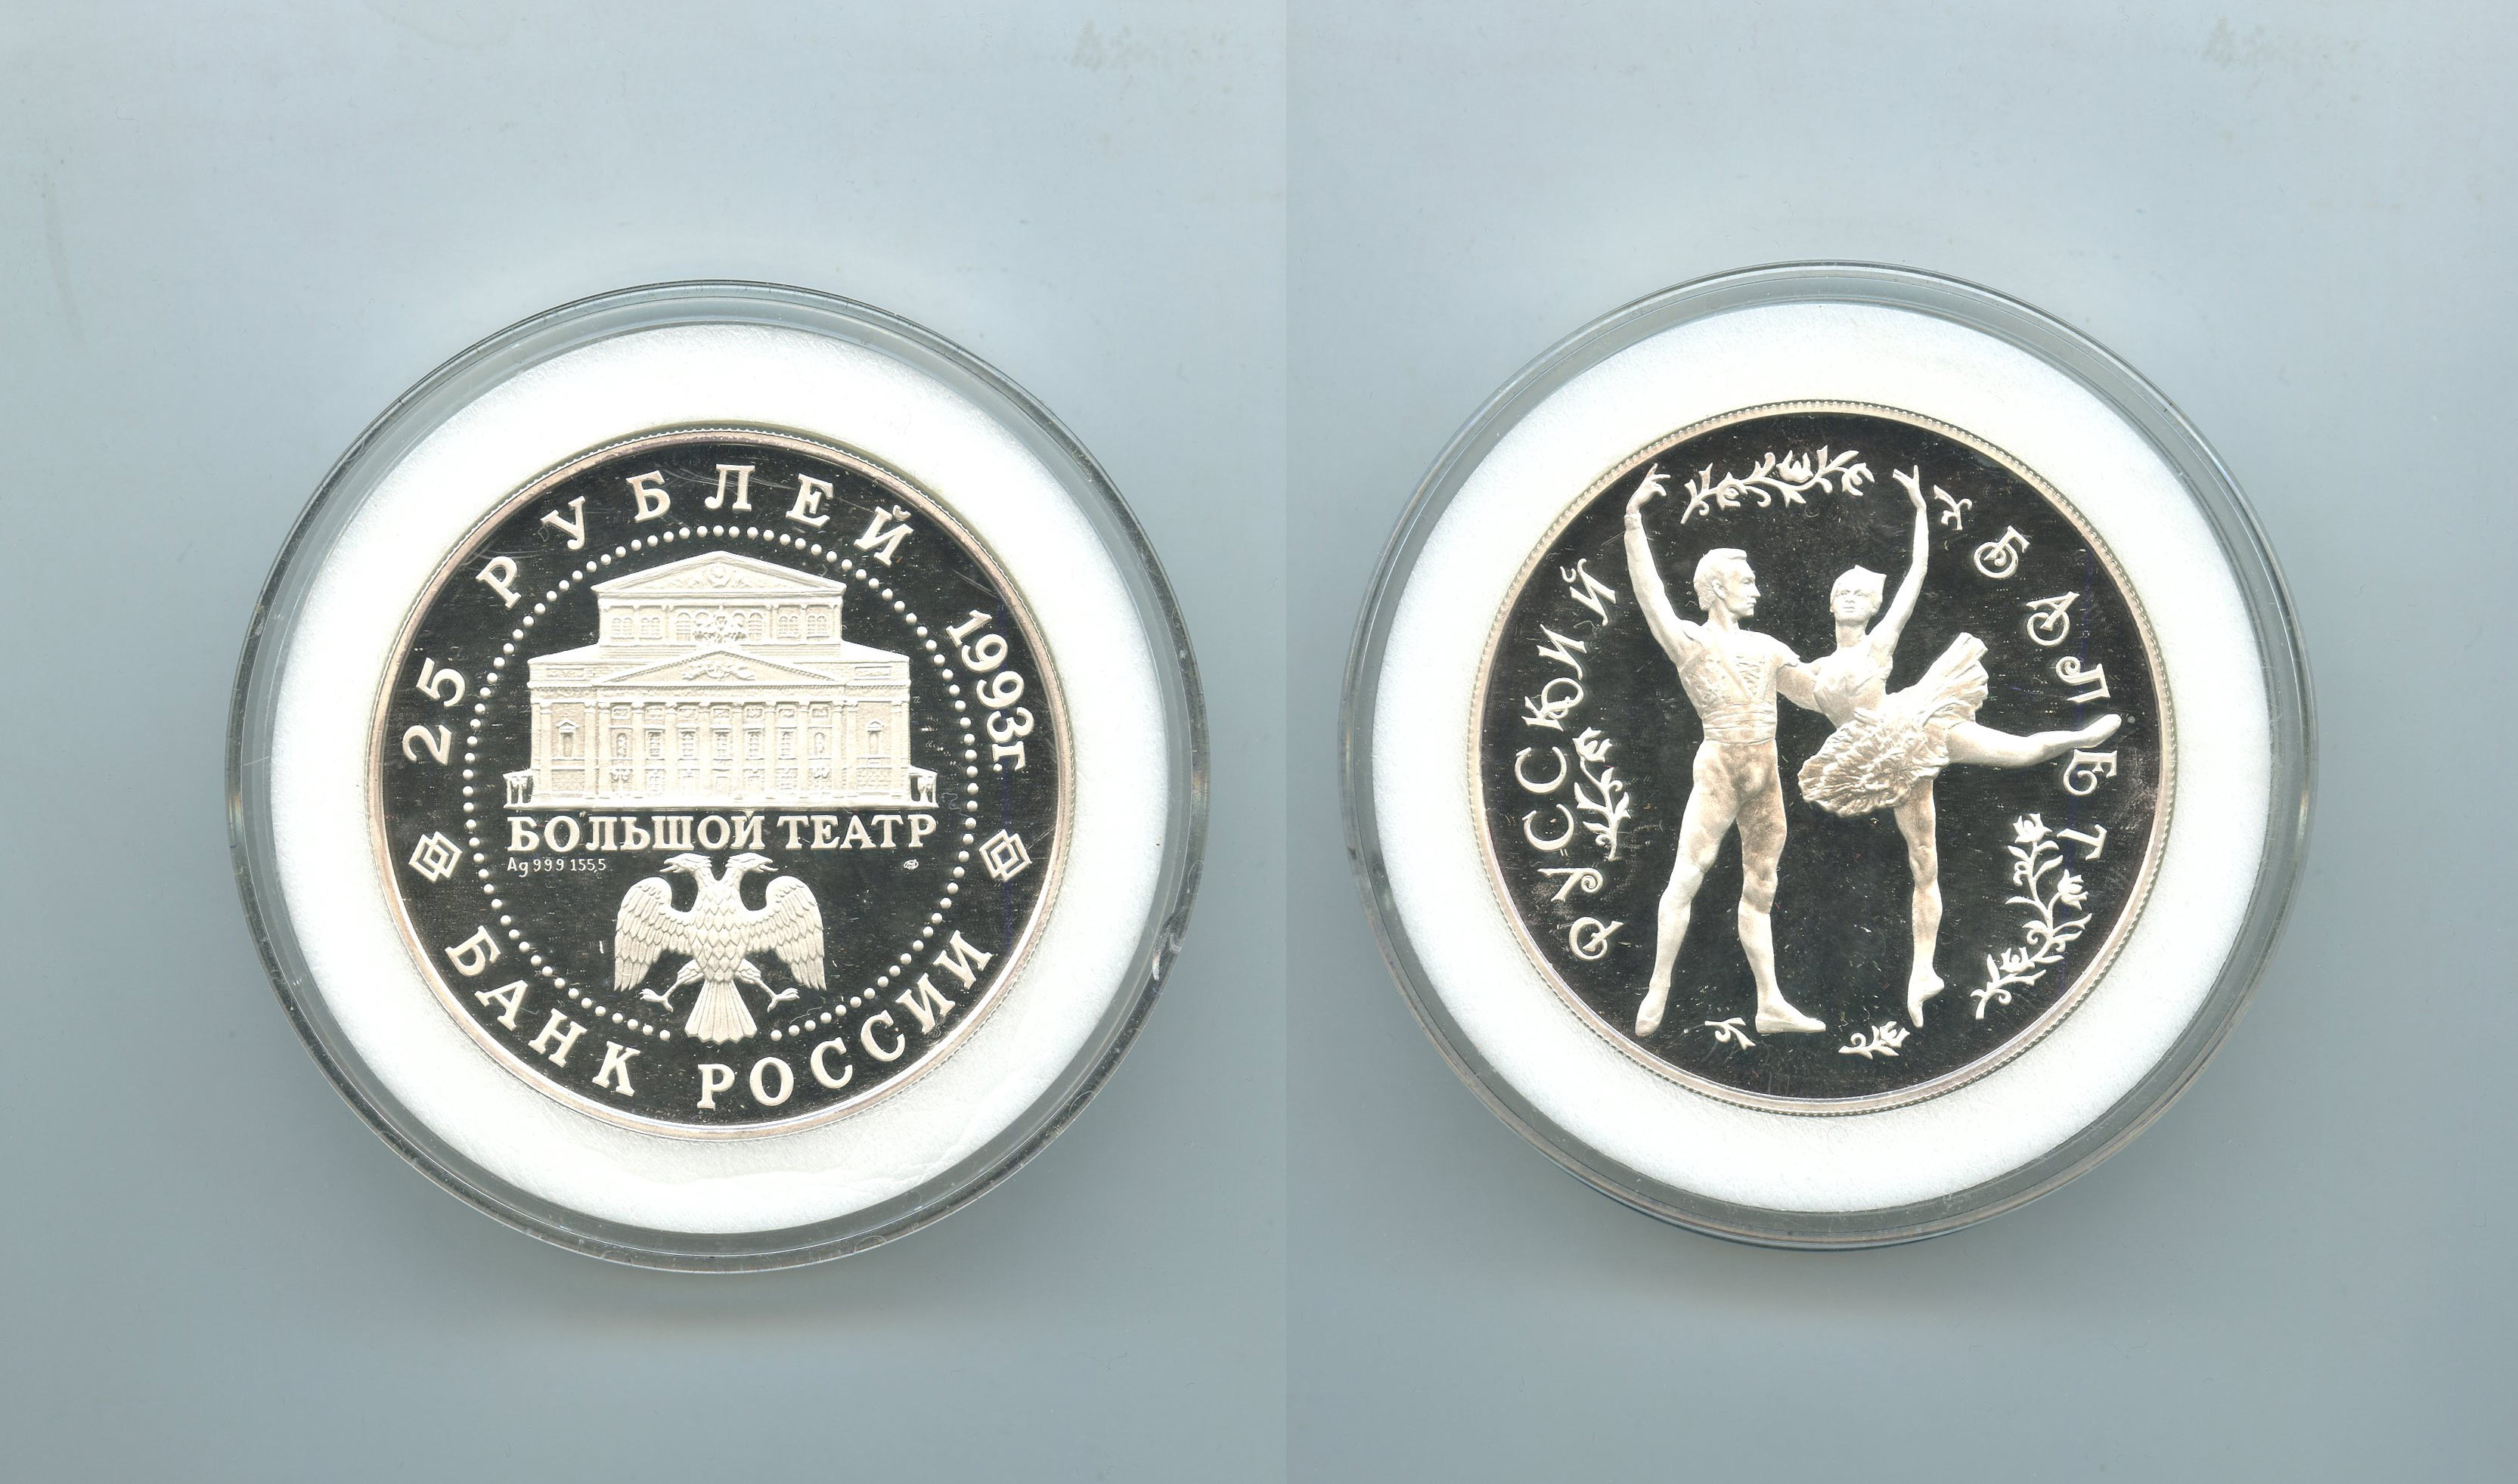 25 РУБЛЕЙ 1993г.
БОЛЬШОЙ ТЕАТР
Ag 999 155,5
БАНК РОССИИ
РУССКИЙ БАЛЕТ